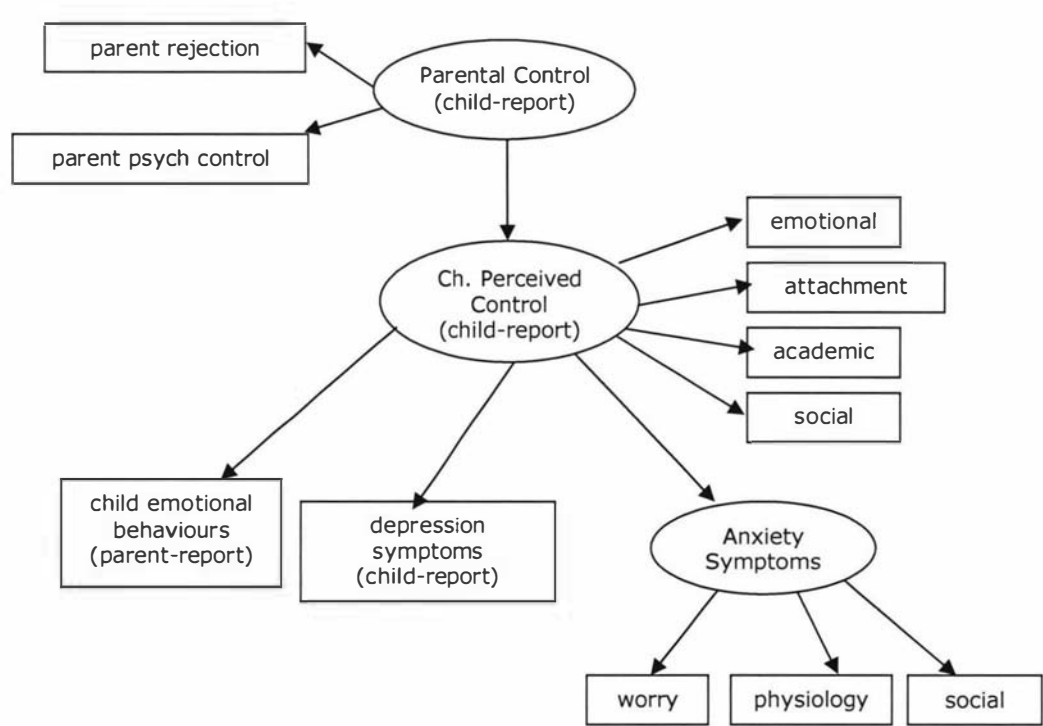 parent rejection
Parental Control
(child-report)
parent psych control
emotional
Ch. Perceived
Control
(child-report)
attachment
academic
social
child emotional
behaviours
(parent-report)
depression
symptoms
(child-report)
Anxiety
Symptoms
worry
physiology
social